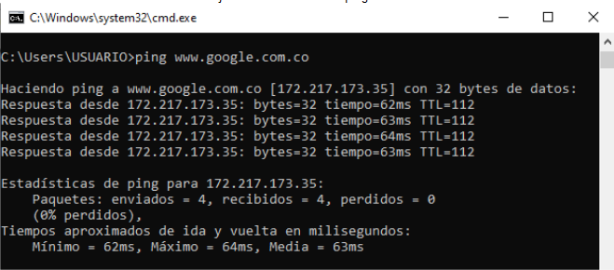 C:\Windows\system32\cmd.exe
C:\Users\USUARIO>ping www.google.com.co
Haciendo ping a www.google.com.co [172.217.173.35] con 32 bytes de datos:
Respuesta desde 172.217.173.35: bytes=32 tiempo=62ms TTL=112
Respuesta desde 172.217.173.35: bytes=32 tiempo=63ms TTL=112
Respuesta desde 172.217.173.35: bytes=32 tiempo=64ms TTL=112
Respuesta desde 172.217.173.35: bytes=32 tiempo=63ms TTL=112
Estadísticas de ping para 172.217.173.35:
Paquetes: enviados = 4, recibidos = 4, perdidos = 0
(0% perdidos),
Tiempos aproximados de ida y vuelta en milisegundos:
Mínimo = 62ms, Máximo = 64ms, Media = 63ms